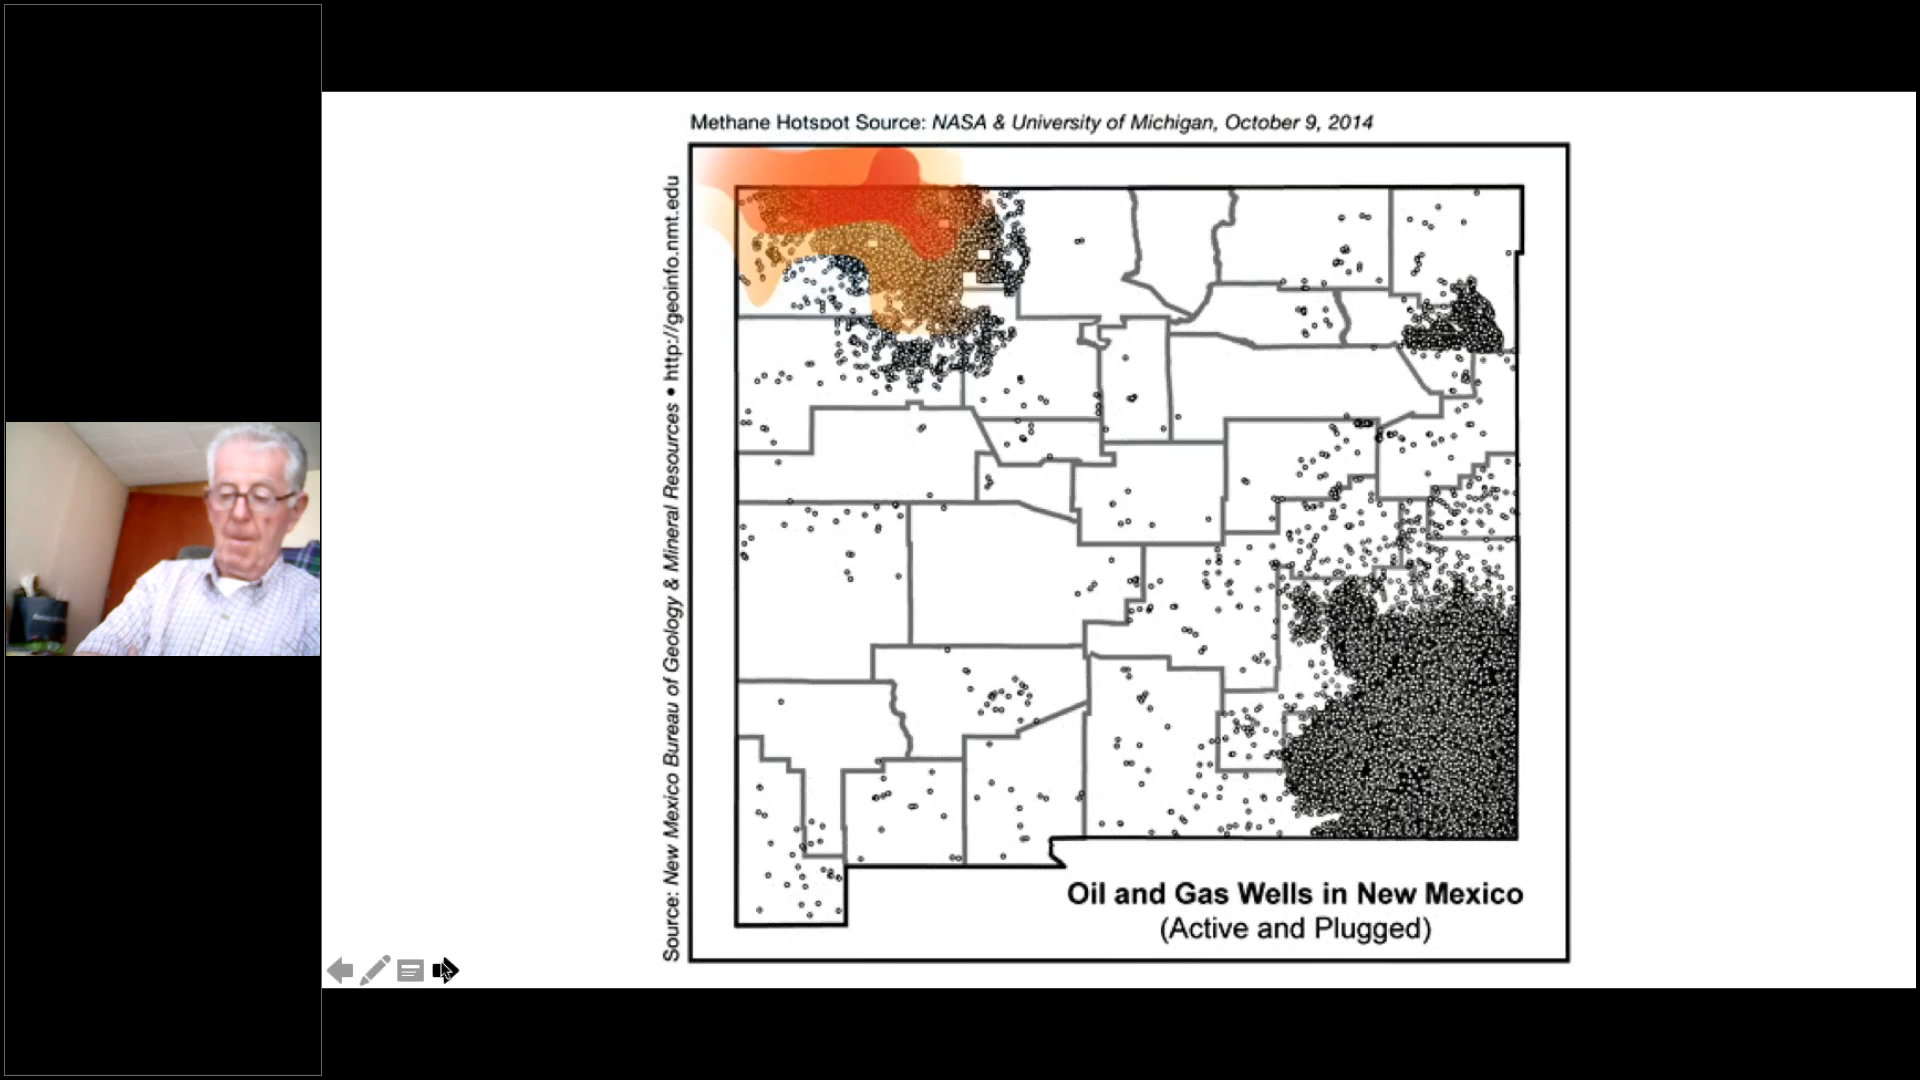 Methane Hotspot Source: NASA & University of Michigan, October 9, 2014
Source: New Mexico Bureau of Geology & Mineral Resources • http://geoinfo.nmt.edu
Oil and Gas Wells in New Mexico
(Active and Plugged)